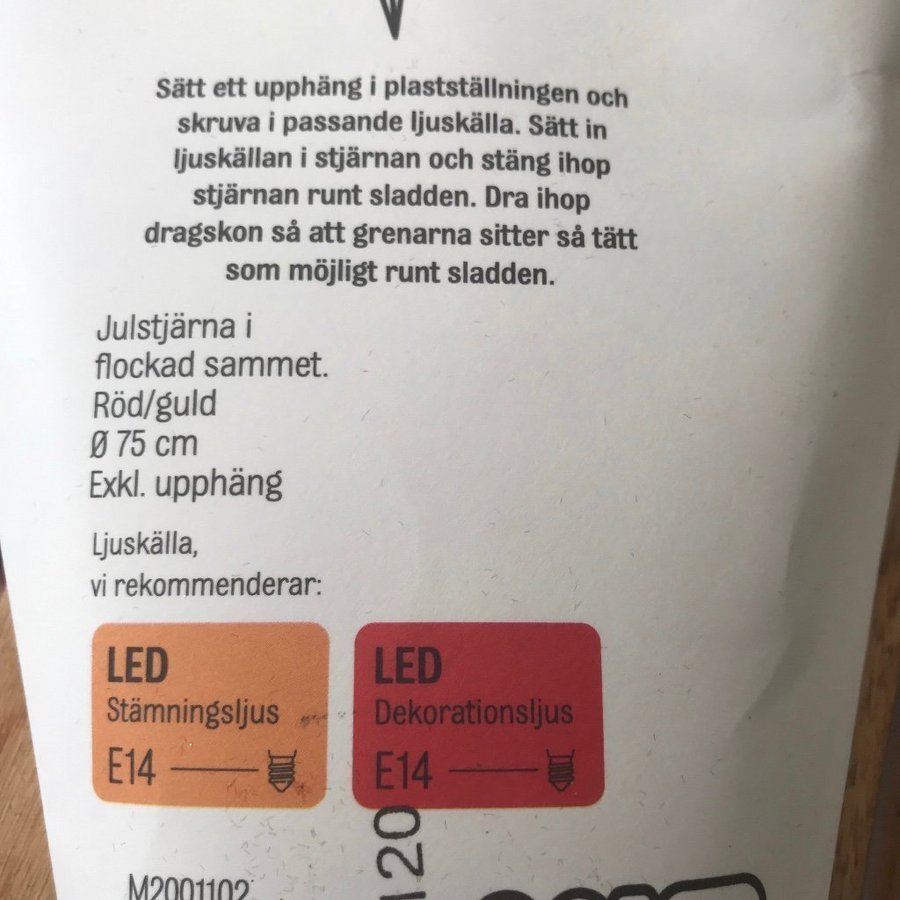 Sätt ett upphäng i plastställningen och
skruva i passande ljuskälla. Sätt in
ljuskällan i stjärnan och stäng ihop
stjärnan runt sladden. Dra ihop
dragskon så att grenarna sitter så tätt
som möjligt runt sladden.
Julstjärna i
flockad sammet.
Röd/guld
Ø 75 cm
Exkl. upphäng
Ljuskälla,
vi rekommenderar:
LED
Stämningsljus
E14
LED
Dekorationsljus
E14
M2001102
120